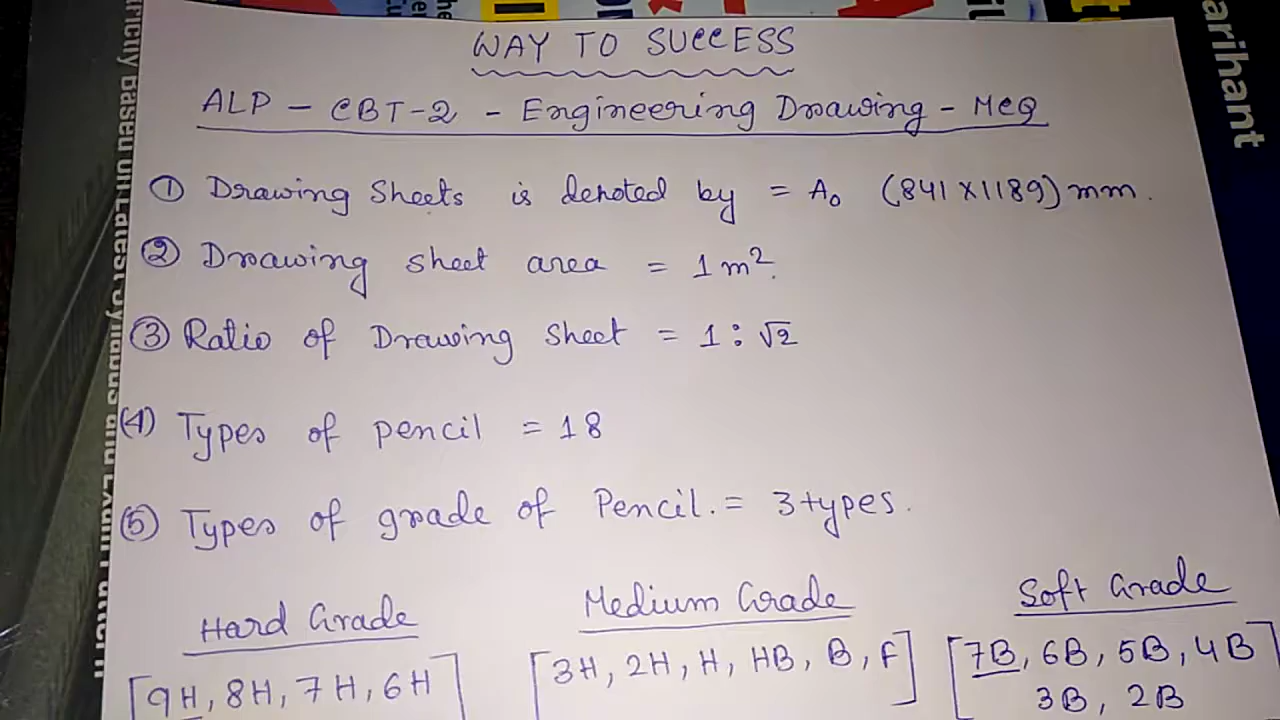 WAY TO SUCCESS
ALP - CBT-2 - Engineering Drawing - MCQ
① Drawing Sheets is denoted by = A₀ (841 x 1189) mm.
② Drawing sheet area = 1 m².
③ Ratio of Drawing Sheet = 1 : √2
(4) Types of pencil = 18
(5) Types of grade of Pencil. = 3 types.
Hard Grade Medium Grade Soft Grade
[9H, 8H, 7H, 6H] [3H, 2H, H, HB, B, F] [7B, 6B, 5B, 4B]
3B, 2B
arihant